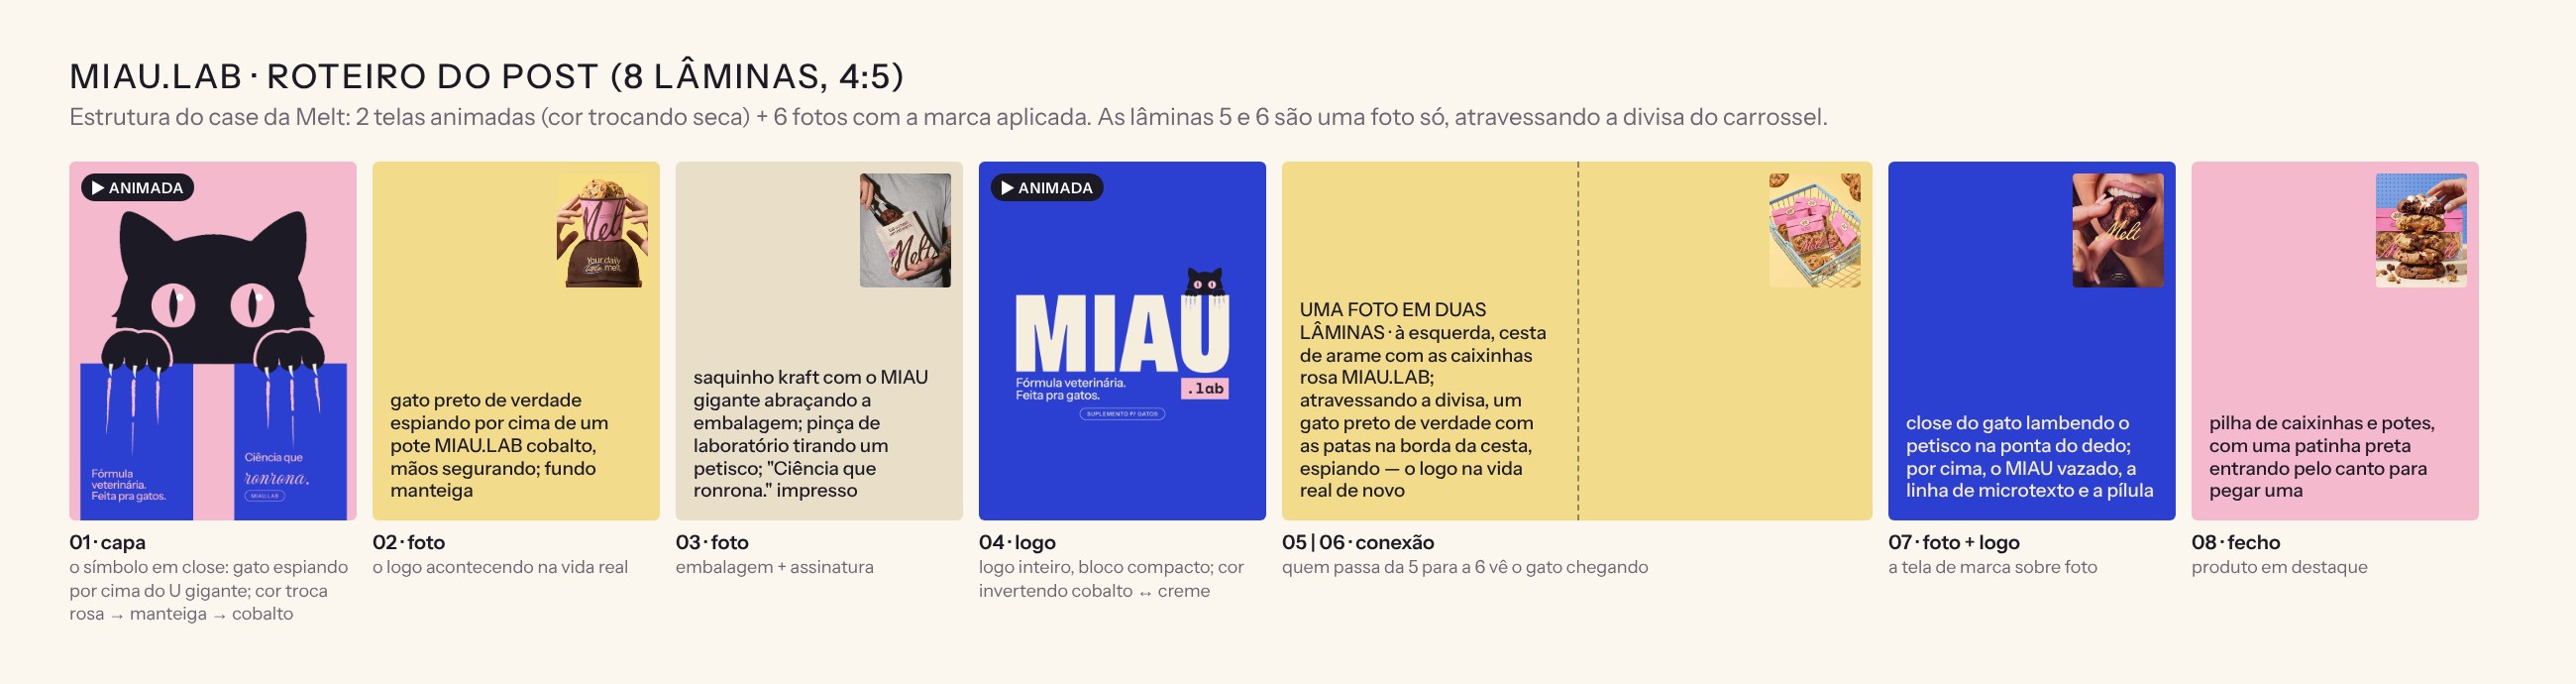 MIAU.LAB · ROTEIRO DO POST (8 LÂMINAS, 4:5)
Estrutura do case da Melt: 2 telas animadas (cor trocando seca) + 6 fotos com a marca aplicada. As lâminas 5 e 6 são uma foto só, atravessando a divisa do carrossel.
▶ ANIMADA
Fórmula
veterinária.
Feita pra gatos.
Ciência que
ronrona.
MIAU.LAB
01 · capa
o símbolo em close: gato espiando
por cima do U gigante; cor troca
rosa → manteiga → cobalto
Melt
Your daily
melt
gato preto de verdade
espiando por cima de um
pote MIAU.LAB cobalto,
mãos segurando; fundo
manteiga
02 · foto
o logo acontecendo na vida real
Melt
saquinho kraft com o MIAU
gigante abraçando a
embalagem; pinça de
laboratório tirando um
petisco; "Ciência que
ronrona." impresso
03 · foto
embalagem + assinatura
▶ ANIMADA
MIAU
Fórmula veterinária.
Feita pra gatos.
.lab
SUPLEMENTO P/ GATOS
04 · logo
logo inteiro, bloco compacto; cor
invertendo cobalto ↔ creme
UMA FOTO EM DUAS
LÂMINAS · à esquerda, cesta
de arame com as caixinhas
rosa MIAU.LAB;
atravessando a divisa, um
gato preto de verdade com
as patas na borda da cesta,
espiando — o logo na vida
real de novo
05 | 06 · conexão
quem passa da 5 para a 6 vê o gato chegando
Melt
close do gato lambendo o
petisco na ponta do dedo;
por cima, o MIAU vazado, a
linha de microtexto e a pílula
07 · foto + logo
a tela de marca sobre foto
pilha de caixinhas e potes,
com uma patinha preta
entrando pelo canto para
pegar uma
08 · fecho
produto em destaque